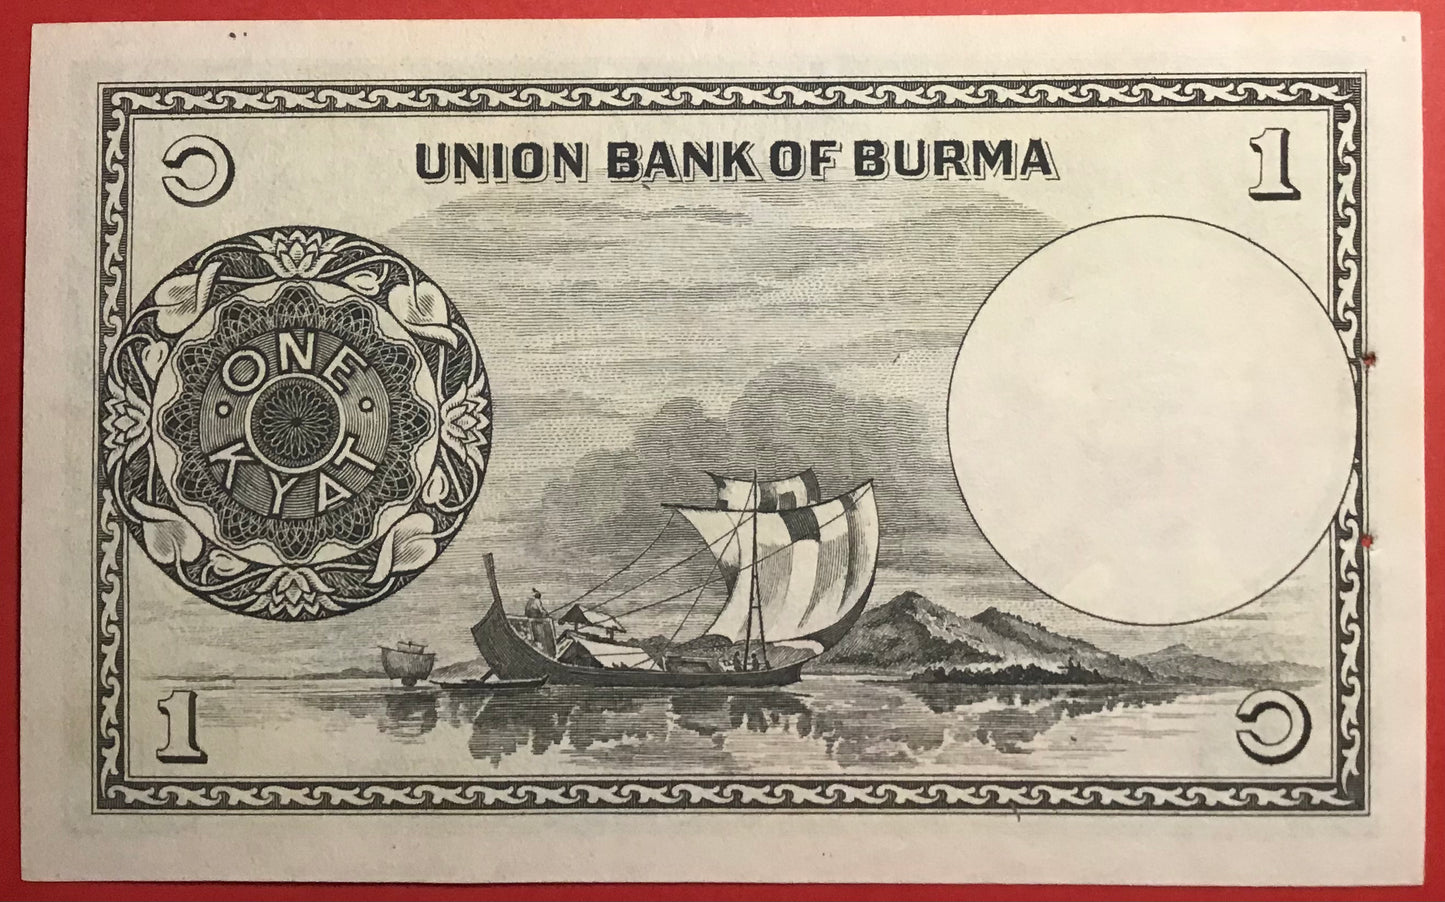 ၁
UNION BANK OF BURMA
1
ONE
KYAT
1
၁